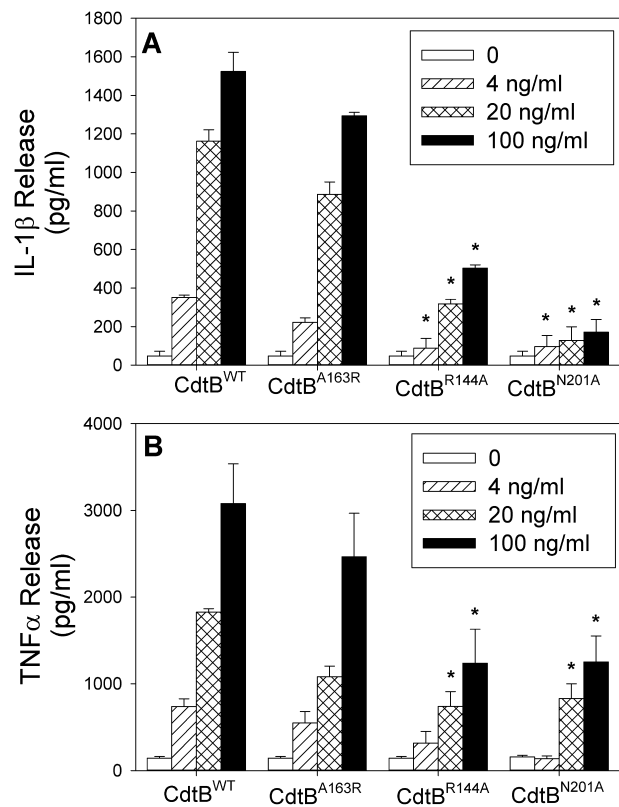 A
IL-1β Release
(pg/ml)
1800
1600
1400
1200
1000
800
600
400
200
0
0
4 ng/ml
20 ng/ml
100 ng/ml
* * *
* * *
CdtB^WT CdtB^A163R CdtB^R144A CdtB^N201A
B
TNFα Release
(pg/ml)
4000
3000
2000
1000
0
0
4 ng/ml
20 ng/ml
100 ng/ml
* *
* *
CdtB^WT CdtB^A163R CdtB^R144A CdtB^N201A